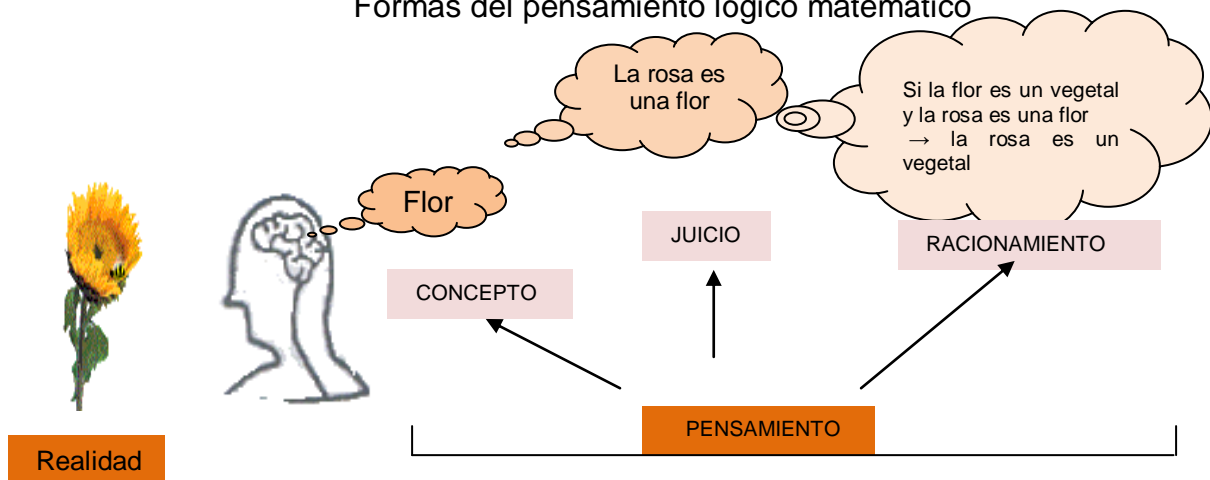 Formas del pensamiento lógico matemático
La rosa es
una flor
Si la flor es un vegetal
y la rosa es una flor
→ la rosa es un
vegetal
Flor
JUICIO
RACIONAMIENTO
CONCEPTO
PENSAMIENTO
Realidad